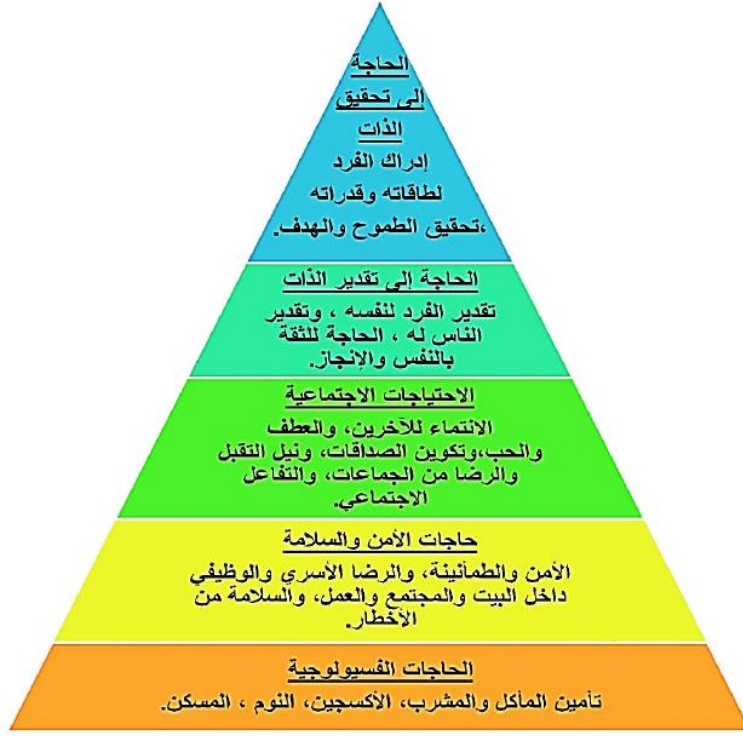 الحاجة
إلى تحقيق
الذات
إدراك الفرد
لطاقاته وقدراته
،تحقيق الطموح والهدف.
الحاجة إلى تقدير الذات
تقدير الفرد لنفسه ، وتقدير
الناس له ، الحاجة للثقة
بالنفس والإنجاز.
الاحتياجات الاجتماعية
الانتماء للآخرين، والعطف
والحب،وتكوين الصداقات، ونيل التقبل
والرضا من الجماعات، والتفاعل
الاجتماعي.
حاجات الأمن والسلامة
الأمن والطمأنينة، والرضا الأسري والوظيفي
داخل البيت والمجتمع والعمل، والسلامة من
الأخطار.
الحاجات الفسيولوجية
تأمين المأكل والمشرب، الأكسجين، النوم ، المسكن.